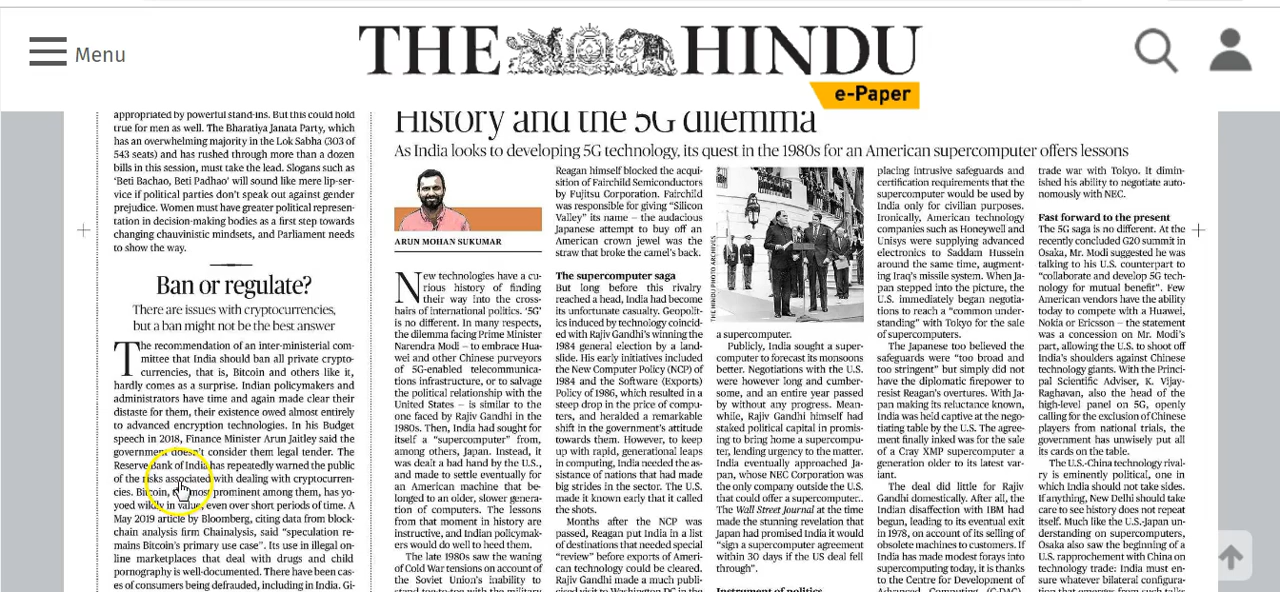 Menu
THE HINDU
e-Paper
appropriated by powerful stand-ins. But this could hold
true for men as well. The Bharatiya Janata Party, which
has an overwhelming majority in the Lok Sabha (303 of
543 seats) and has rushed through more than a dozen
bills in this session, must take the lead. Slogans such as
‘Beti Bachao, Beti Padhao’ will sound like mere lip-ser-
vice if political parties don’t speak out against gender
prejudice. Women must have greater political represen-
tation in decision-making bodies as a first step towards
changing chauvinistic mindsets, and Parliament needs
to show the way.
Ban or regulate?
There are issues with cryptocurrencies,
but a ban might not be the best answer
The recommendation of an inter-ministerial com-
mittee that India should ban all private crypto-
currencies, that is, Bitcoin and others like it,
hardly comes as a surprise. Indian policymakers and
administrators have time and again made clear their
distaste for them, their existence owed almost entirely
to advanced encryption technologies. In his Budget
speech in 2018, Finance Minister Arun Jaitley said the
government doesn’t consider them legal tender. The
Reserve Bank of India has repeatedly warned the public
of the risks associated with dealing with cryptocurren-
cies. Bitcoin, prominent among them, has yo-
yoed wildly in value, even over short periods of time. A
May 2019 article by Bloomberg, citing data from block-
chain analysis firm Chainalysis, said “speculation re-
mains Bitcoin’s primary use case”. Its use in illegal on-
line marketplaces that deal with drugs and child
pornography is well-documented. There have been cas-
es of consumers being defrauded, including in India. Gi-
History and the 5G dilemma
As India looks to developing 5G technology, its quest in the 1980s for an American supercomputer offers lessons
ARUN MOHAN SUKUMAR
New technologies have a cu-
rious history of finding
their way into the cross-
hairs of international politics. ‘5G’
is no different. In many respects,
the dilemma facing Prime Minister
Narendra Modi – to embrace Hua-
wei and other Chinese purveyors
of 5G-enabled telecommunica-
tions infrastructure, or to salvage
the political relationship with the
United States – is similar to the
one faced by Rajiv Gandhi in the
1980s. Then, India had sought for
itself a “supercomputer” from,
among others, Japan. Instead, it
was dealt a hard hand by the U.S.,
and made to settle eventually for
an American machine that be-
longed to an older, slower genera-
tion of computers. The lessons
from that moment in history are
instructive, and Indian policymak-
ers would do well to heed them.
The late 1980s saw the waning
of Cold War tensions on account of
the Soviet Union’s inability to
stand toe-to-toe with the military
Reagan himself blocked the acqui-
sition of Fairchild Semiconductors
by Fujitsu Corporation. Fairchild
was responsible for giving “Silicon
Valley” its name – the audacious
Japanese attempt to buy off an
American crown jewel was the
straw that broke the camel’s back.
The supercomputer saga
But long before this rivalry
reached a head, India had become
its unfortunate casualty. Geopolit-
ics induced by technology coincid-
ed with Rajiv Gandhi’s winning the
1984 general election by a land-
slide. His early initiatives included
the New Computer Policy (NCP) of
1984 and the Software (Exports)
Policy of 1986, which resulted in a
steep drop in the price of compu-
ters, and heralded a remarkable
shift in the government’s attitude
towards them. However, to keep
up with rapid, generational leaps
in computing, India needed the as-
sistance of nations that had made
big strides in the sector. The U.S.
made it known early that it called
the shots.
Months after the NCP was
passed, Reagan put India in a list
of destinations that needed special
“review” before exports of Ameri-
can technology could be cleared.
Rajiv Gandhi made a much publi-
cised visit to Washington DC in the
THE HINDU PHOTO ARCHIVES
a supercomputer.
Publicly, India sought a super-
computer to forecast its monsoons
better. Negotiations with the U.S.
were however long and cumber-
some, and an entire year passed
by without any progress. Mean-
while, Rajiv Gandhi himself had
staked political capital in promis-
ing to bring home a supercompu-
ter, lending urgency to the matter.
India eventually approached Ja-
pan, whose NEC Corporation was
the only company outside the U.S.
that could offer a supercomputer..
The Wall Street Journal at the time
made the stunning revelation that
Japan had promised India it would
“sign a supercomputer agreement
within 30 days if the US deal fell
through”.
Instrument of politics
placing intrusive safeguards and
certification requirements that the
supercomputer would be used by
India only for civilian purposes.
Ironically, American technology
companies such as Honeywell and
Unisys were supplying advanced
electronics to Saddam Hussein
around the same time, augment-
ing Iraq’s missile system. When Ja-
pan stepped into the picture, the
U.S. immediately began negotia-
tions to reach a “common under-
standing” with Tokyo for the sale
of supercomputers.
The Japanese too believed the
safeguards were “too broad and
too stringent” but simply did not
have the diplomatic firepower to
resist Reagan’s overtures. With Ja-
pan making its reluctance known,
India was held captive at the nego-
tiating table by the U.S. The agree-
ment finally inked was for the sale
of a Cray XMP supercomputer a
generation older to its latest var-
iant.
The deal did little for Rajiv
Gandhi domestically. After all, the
Indian disaffection with IBM had
begun, leading to its eventual exit
in 1978, on account of its selling of
obsolete machines to customers. If
India has made modest forays into
supercomputing today, it is thanks
to the Centre for Development of
Advanced Computing (C-DAC),
trade war with Tokyo. It dimin-
ished his ability to negotiate auto-
nomously with NEC.
Fast forward to the present
The 5G saga is no different. At the
recently concluded G20 summit in
Osaka, Mr. Modi suggested he was
talking to his U.S. counterpart to
“collaborate and develop 5G tech-
nology for mutual benefit”. Few
American vendors have the ability
today to compete with a Huawei,
Nokia or Ericsson – the statement
was a concession on Mr. Modi’s
part, allowing the U.S. to shoot off
India’s shoulders against Chinese
technology giants. With the Princi-
pal Scientific Adviser, K. Vijay-
Raghavan, also the head of the
high-level panel on 5G, openly
calling for the exclusion of Chinese
players from national trials, the
government has unwisely put all
its cards on the table.
The U.S.-China technology rival-
ry is eminently political, one in
which India should not take sides.
If anything, New Delhi should take
care to see history does not repeat
itself. Much like the U.S.-Japan un-
derstanding on supercomputers,
Osaka also saw the beginning of a
U.S. rapprochement with China on
technology trade: India must en-
sure whatever bilateral configura-
tion that emerges from such talks